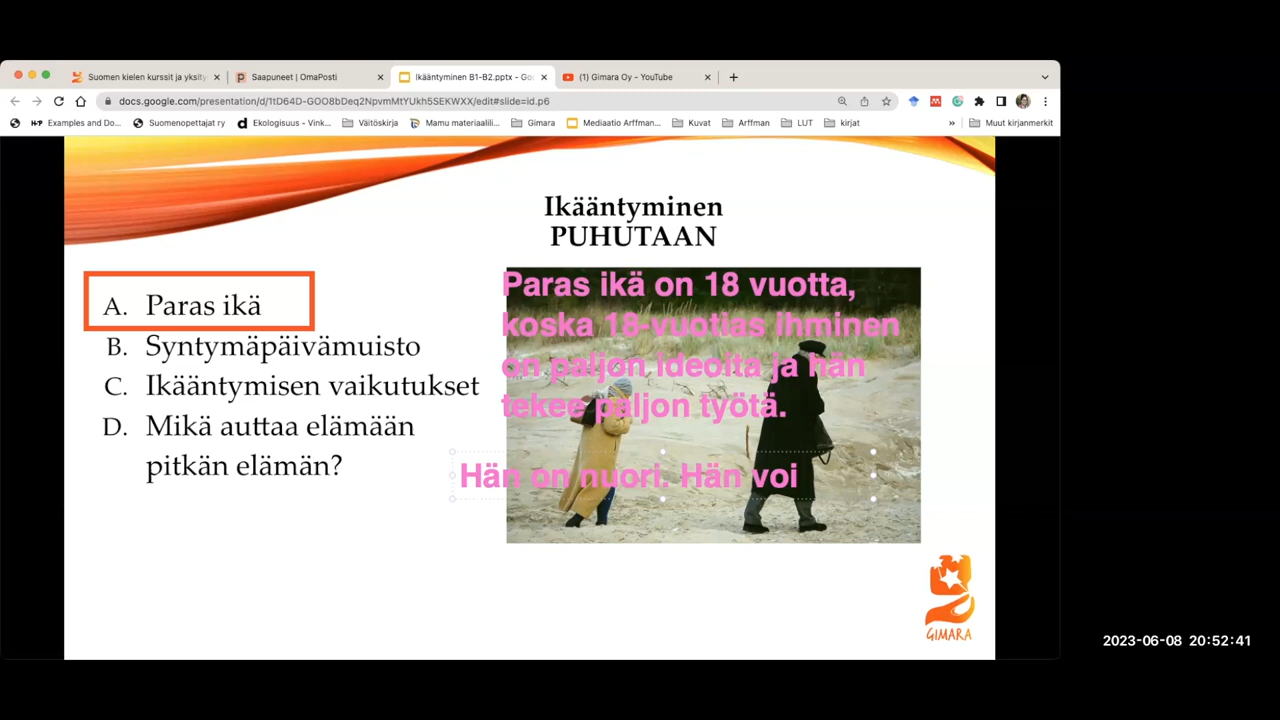 Suomen kielen kurssit ja yksity
Saapuneet | OmaPosti
Ikääntyminen B1-B2.pptx - Goo
(1) Gimara Oy - YouTube
docs.google.com/presentation/d/1tD64D-GOO8bDeq2NpvmMtYUkh5SEKWXX/edit#slide=id.p6
Examples and Do...
Suomenopettajat ry
Ekologisuus - Vink...
Väitöskirja
Mamu materiaalili...
Gimara
Mediaatio Arffman...
Kuvat
Arffman
LUT
kirjat
»
Muut kirjanmerkit
Ikääntyminen
PUHUTAAN
A. Paras ikä
B. Syntymäpäivämuisto
C. Ikääntymisen vaikutukset
D. Mikä auttaa elämään
pitkän elämän?
Paras ikä on 18 vuotta,
koska 18-vuotias ihminen
on paljon ideoita ja hän
tekee paljon työtä.
Hän on nuori. Hän voi
GIMARA
2023-06-08 20:52:41